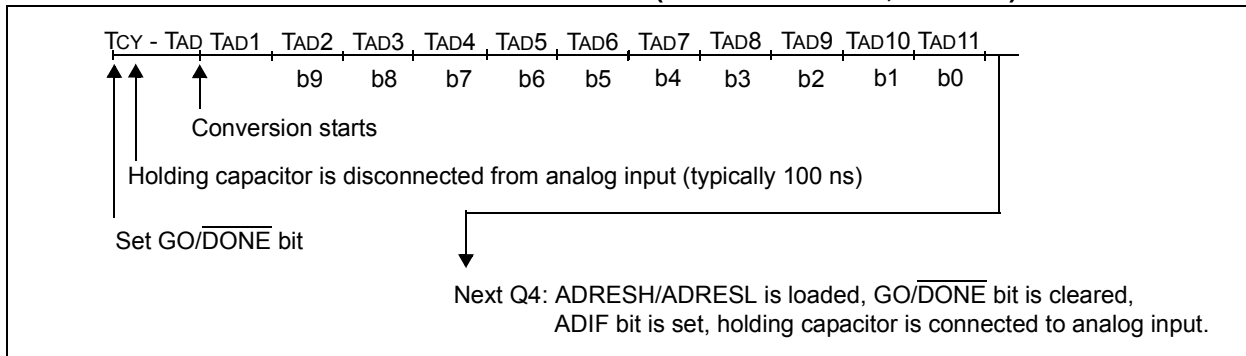 TCY - TAD TAD1 TAD2 TAD3 TAD4 TAD5 TAD6 TAD7 TAD8 TAD9 TAD10 TAD11
b9 b8 b7 b6 b5 b4 b3 b2 b1 b0
Conversion starts
Holding capacitor is disconnected from analog input (typically 100 ns)
Set GO/DONE bit
Next Q4: ADRESH/ADRESL is loaded, GO/DONE bit is cleared,
ADIF bit is set, holding capacitor is connected to analog input.